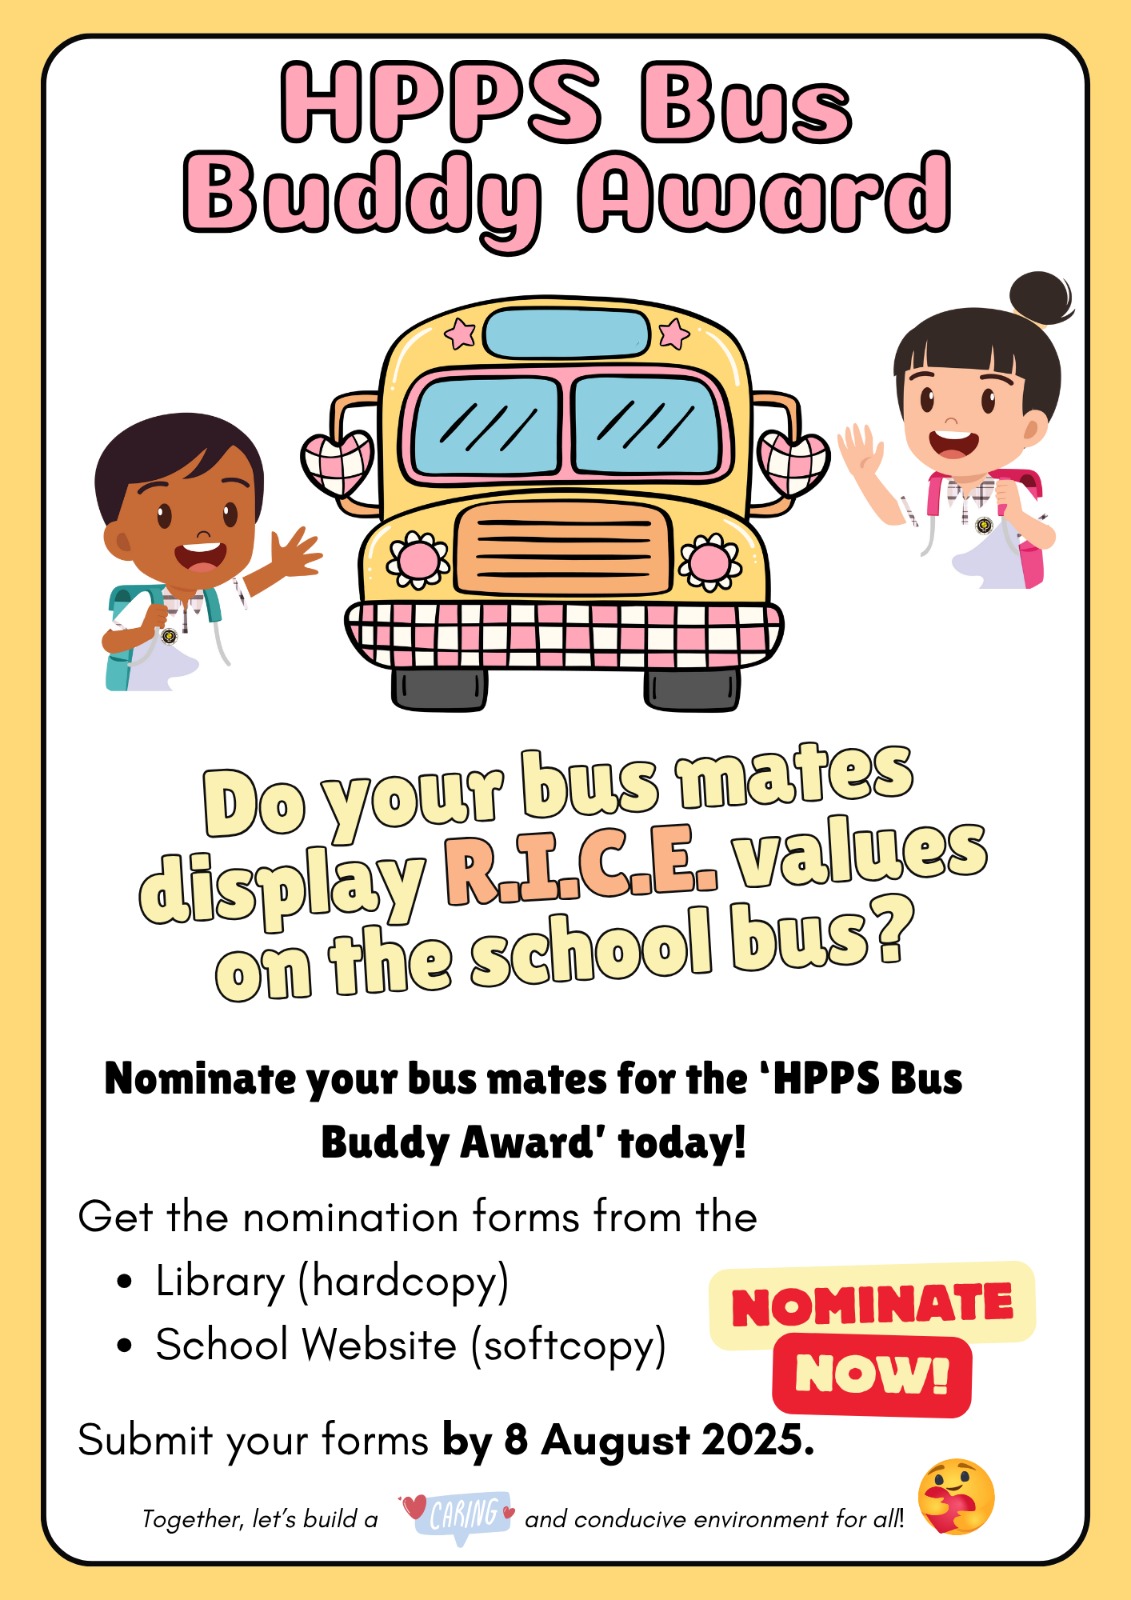 HPPS Bus
Buddy Award
Do your bus mates
display R.I.C.E. values
on the school bus?
Nominate your bus mates for the ‘HPPS Bus
Buddy Award’ today!
Get the nomination forms from the
• Library (hardcopy)
• School Website (softcopy)
NOMINATE
NOW!
Submit your forms by 8 August 2025.
Together, let’s build a CARING and conducive environment for all!